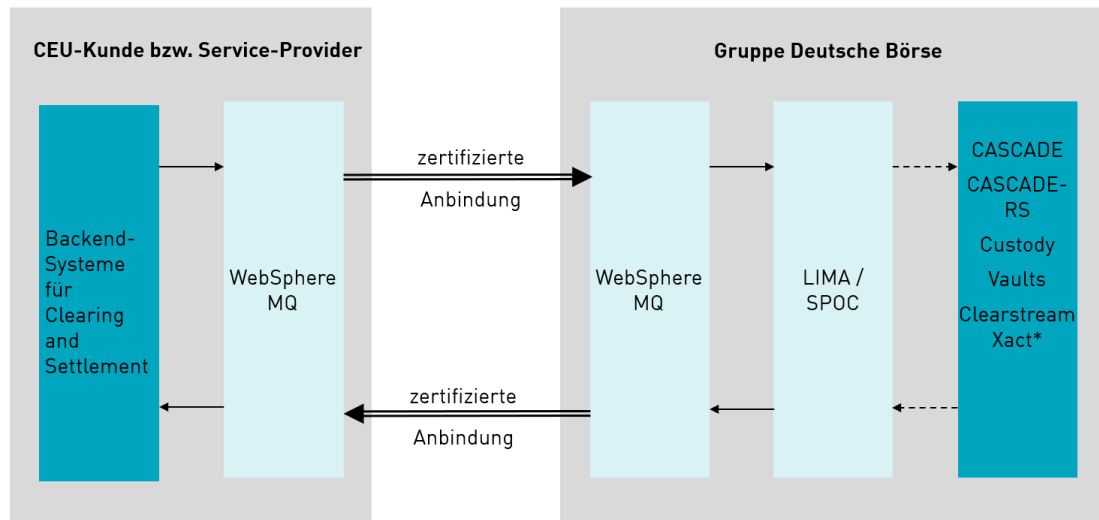 CEU-Kunde bzw. Service-Provider
Gruppe Deutsche Börse
Backend-
Systeme
für
Clearing
and
Settlement
WebSphere
MQ
zertifizierte
Anbindung
zertifizierte
Anbindung
WebSphere
MQ
LIMA /
SPOC
CASCADE
CASCADE-
RS
Custody
Vaults
Clearstream
Xact*